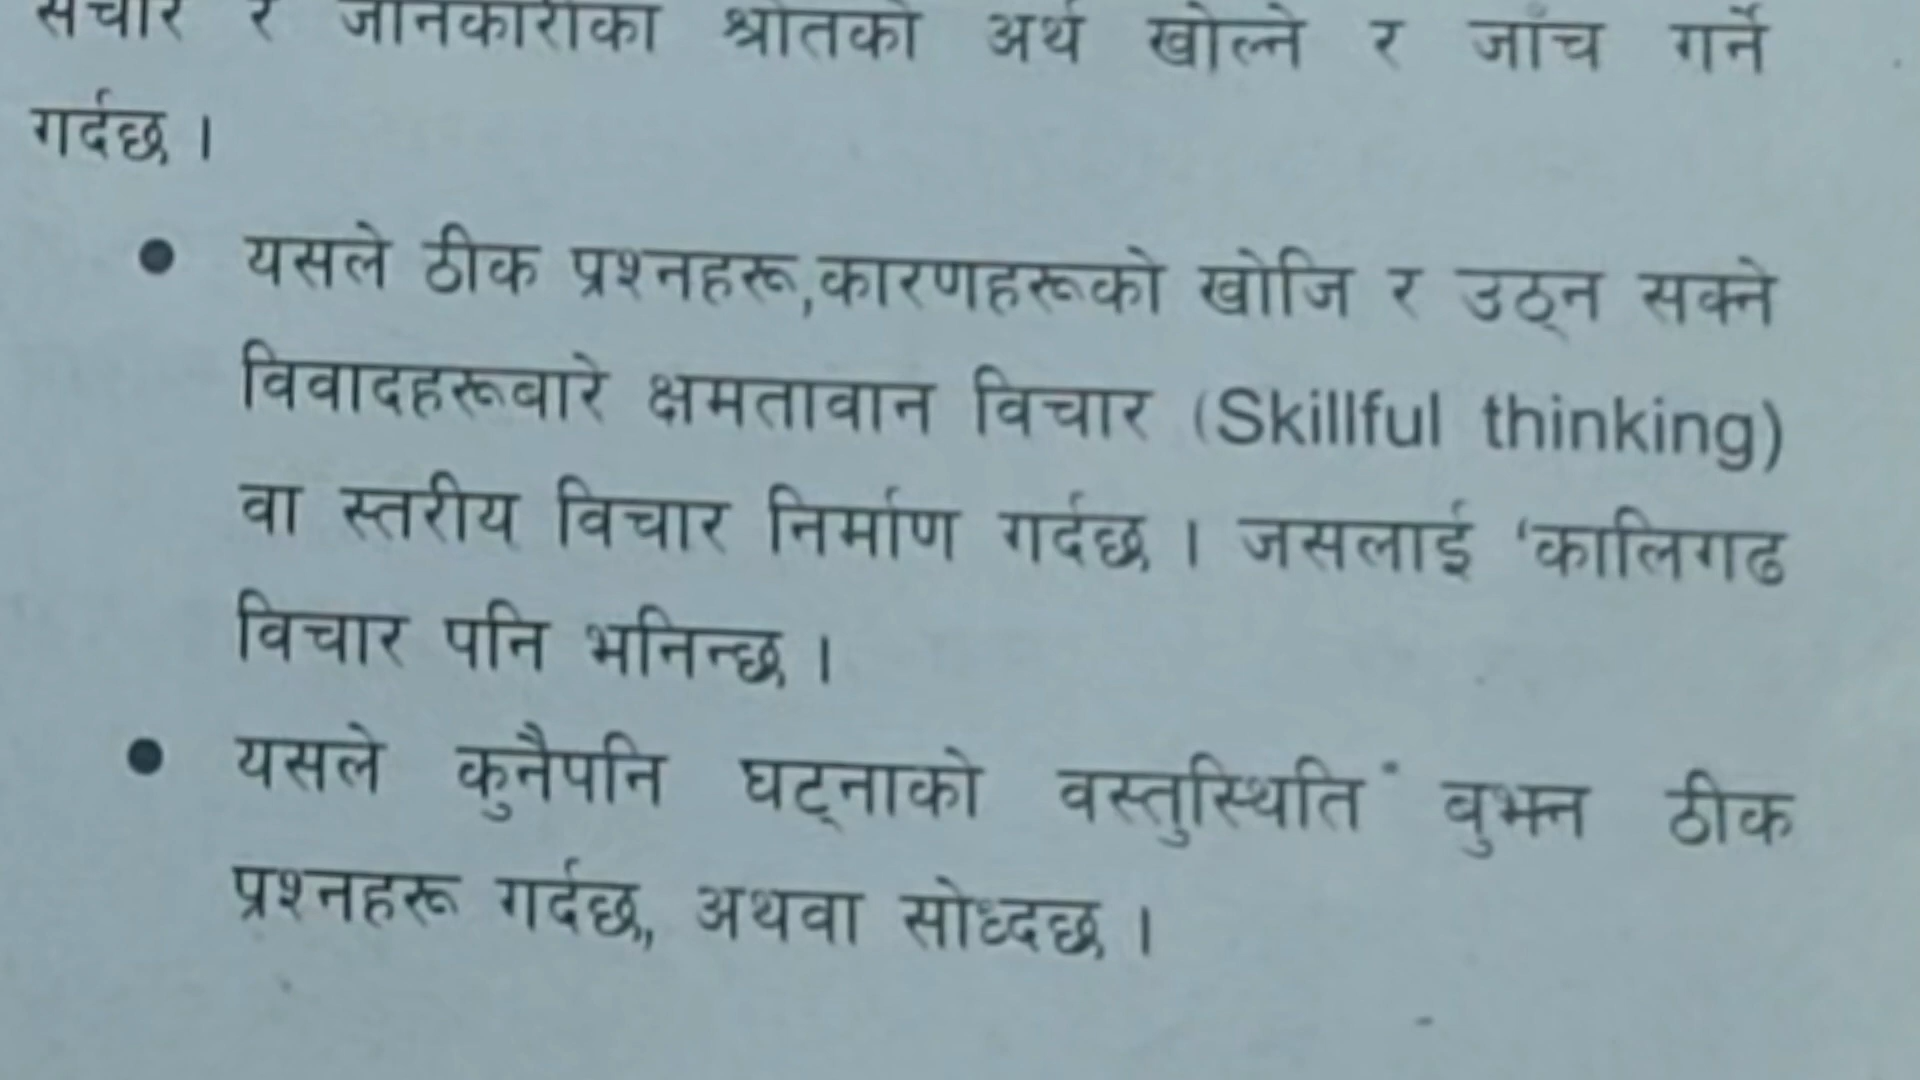 संचार र जानकारीका श्रोतको अर्थ खोल्ने र जाँच गर्ने
गर्दछ ।
● यसले ठीक प्रश्नहरू,कारणहरूको खोजि र उठ्न सक्ने
विवादहरूबारे क्षमतावान विचार (Skillful thinking)
वा स्तरीय विचार निर्माण गर्दछ । जसलाई ‘कालिगढ
विचार पनि भनिन्छ ।
● यसले कुनैपनि घट्नाको वस्तुस्थिति बुझ्न ठीक
प्रश्नहरू गर्दछ, अथवा सोध्दछ ।